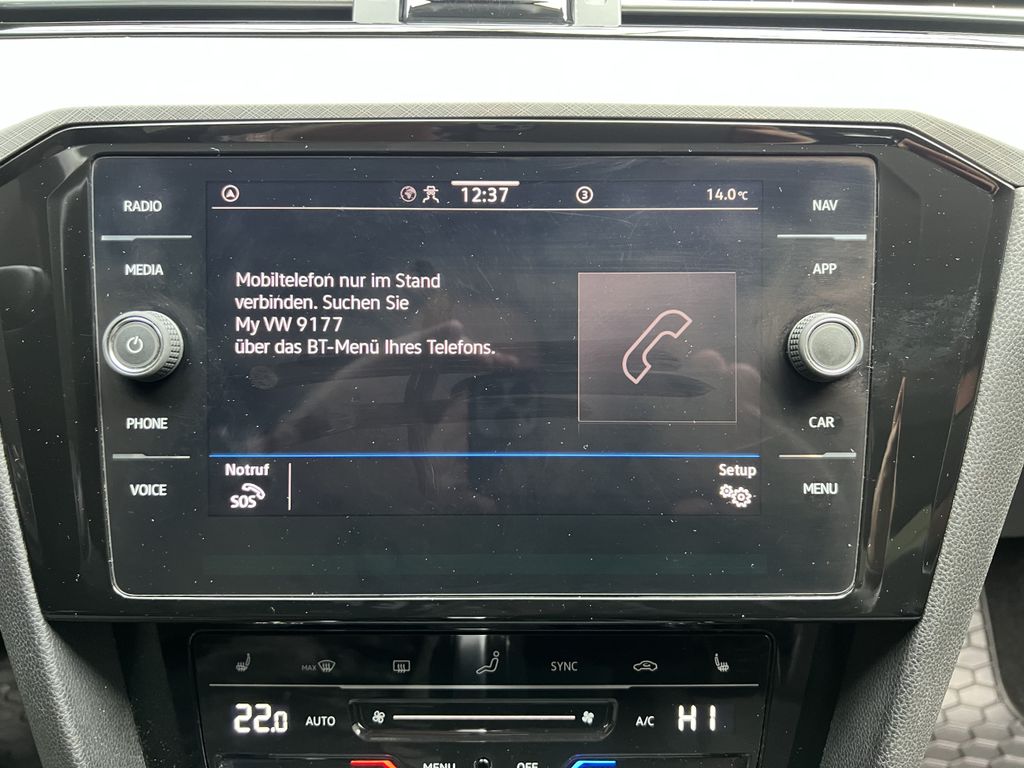 RADIO
MEDIA
PHONE
VOICE
12:37
3
14.0°C
Mobiltelefon nur im Stand
verbinden. Suchen Sie
My VW 9177
über das BT-Menü Ihres Telefons.
Notruf
SOS
Setup
NAV
APP
CAR
MENU
MAX
SYNC
22.0
AUTO
A/C
HI
MENU
OFF